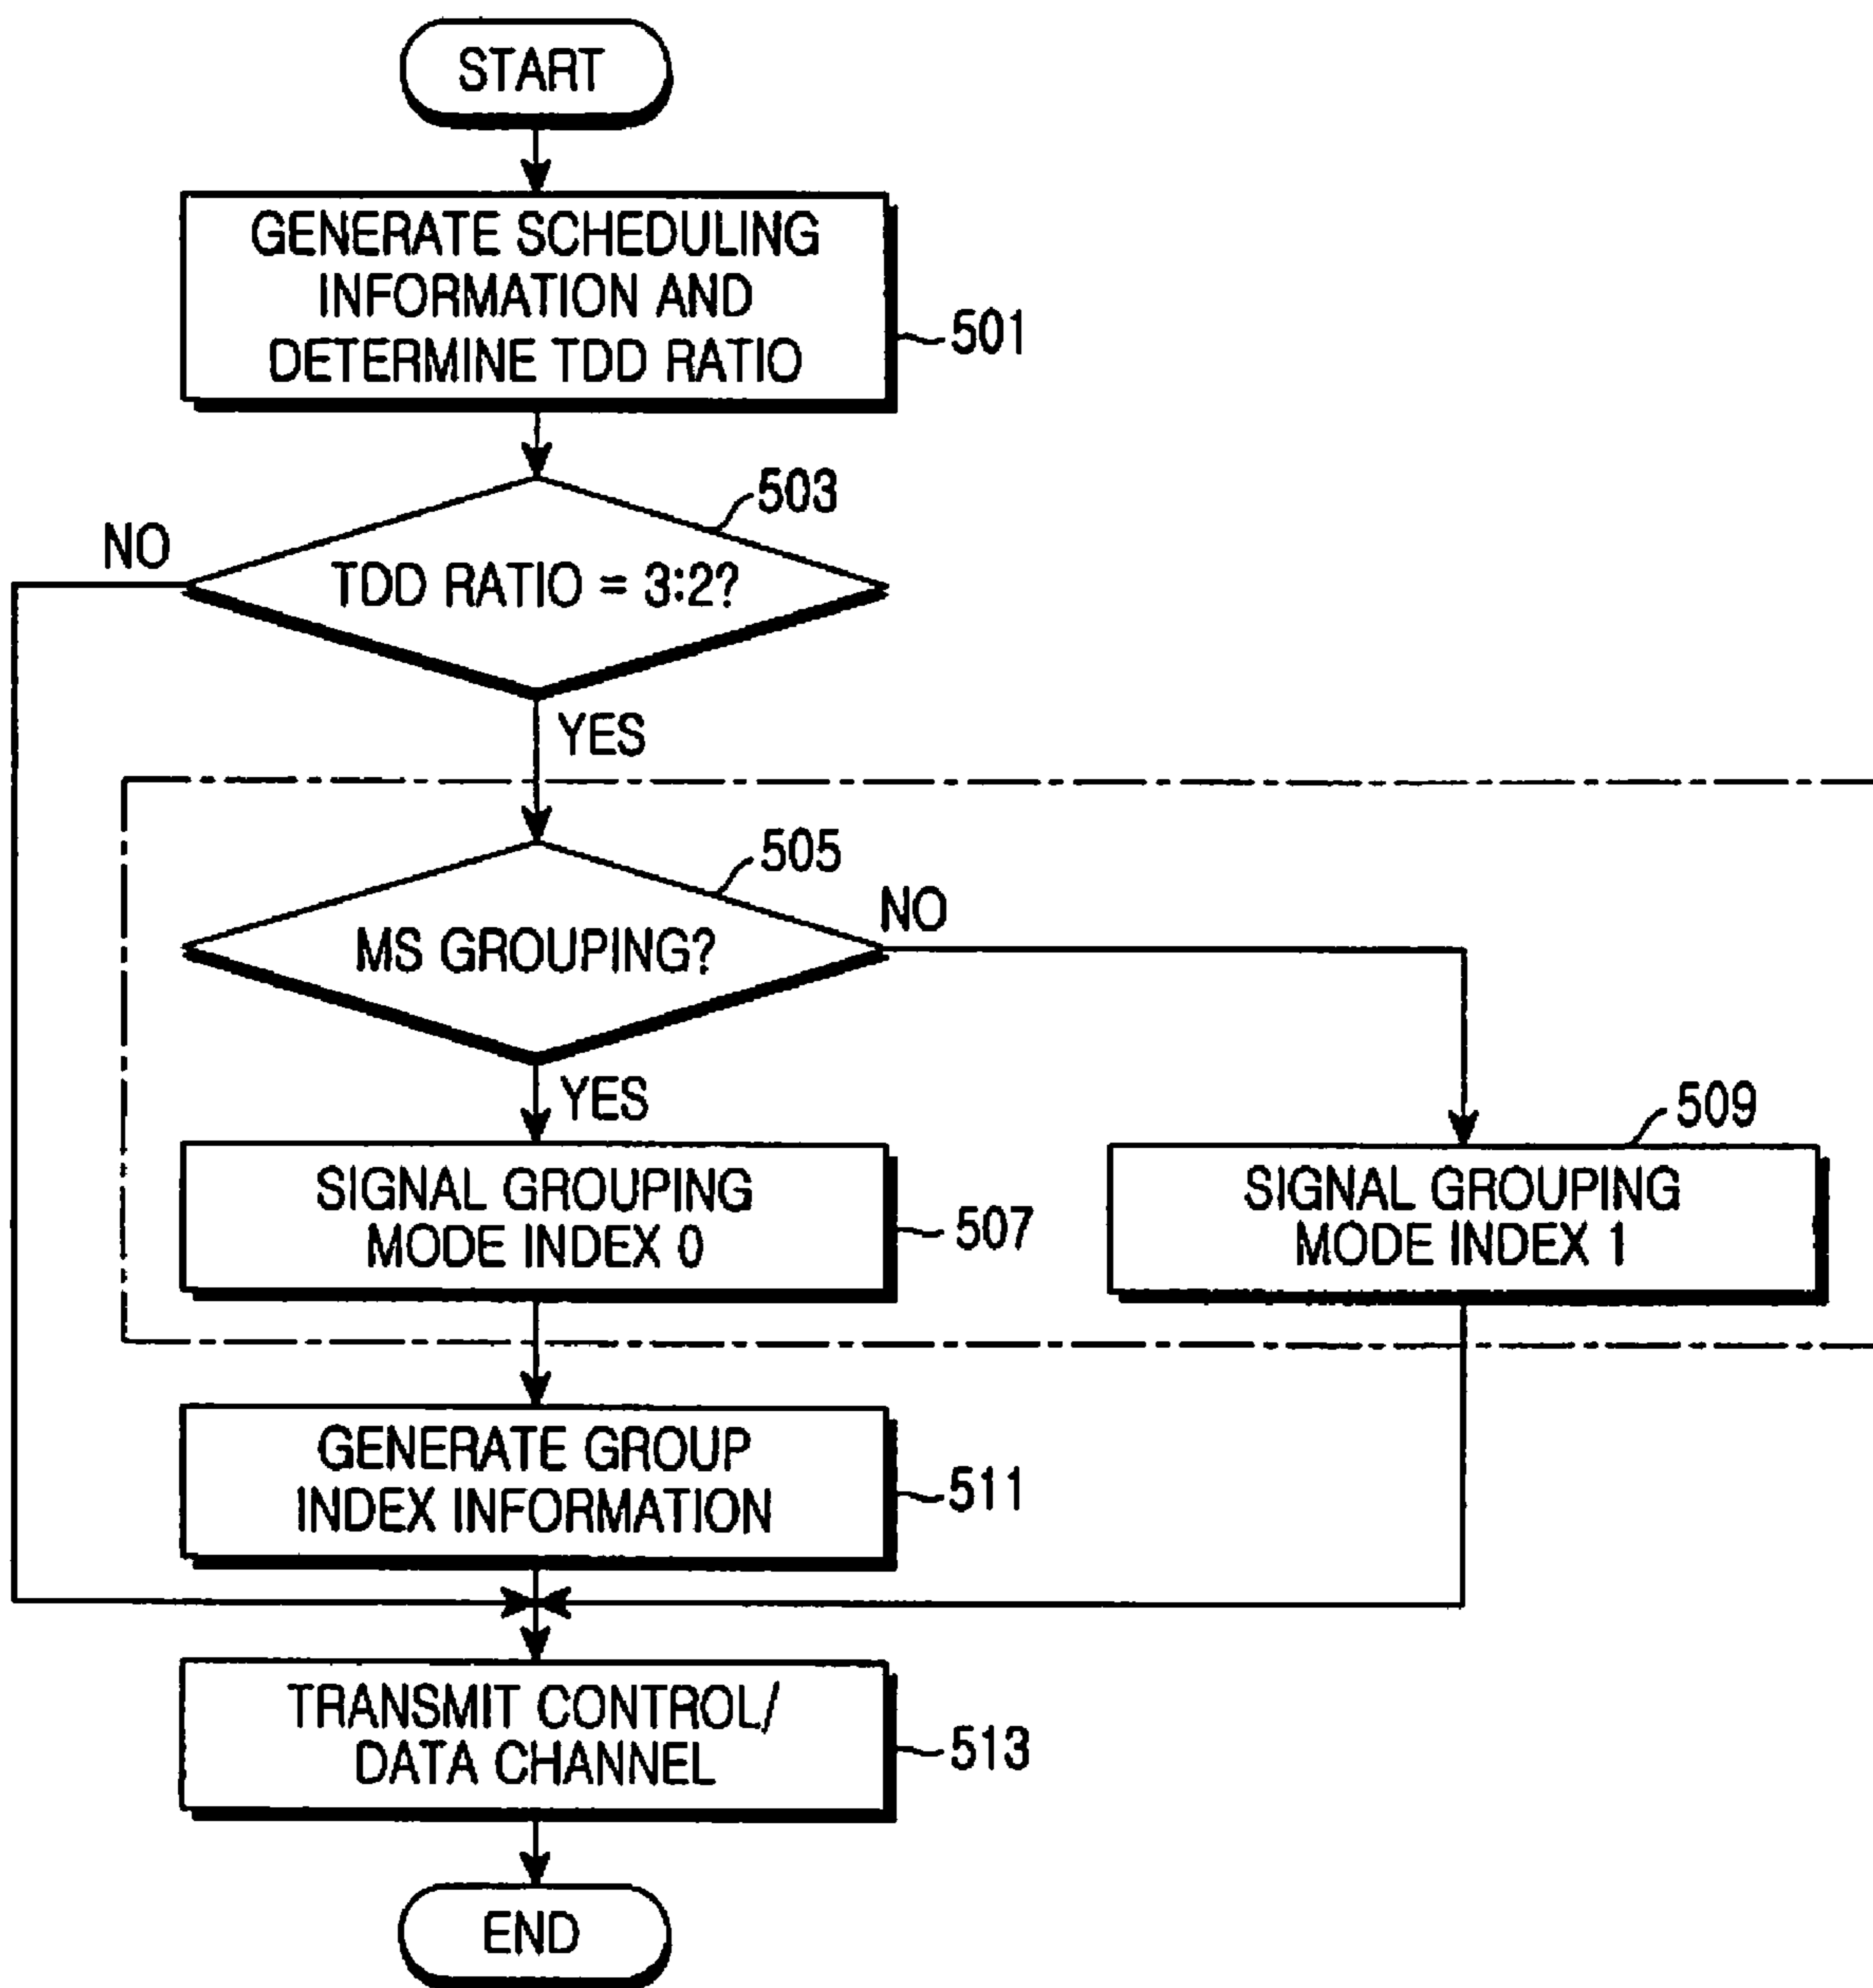 START
GENERATE SCHEDULING
INFORMATION AND
DETERMINE TDD RATIO
501
503
NO
TDD RATIO = 3:2?
YES
505
NO
MS GROUPING?
YES
509
SIGNAL GROUPING
MODE INDEX 0
507
SIGNAL GROUPING
MODE INDEX 1
GENERATE GROUP
INDEX INFORMATION
511
TRANSMIT CONTROL/
DATA CHANNEL
513
END